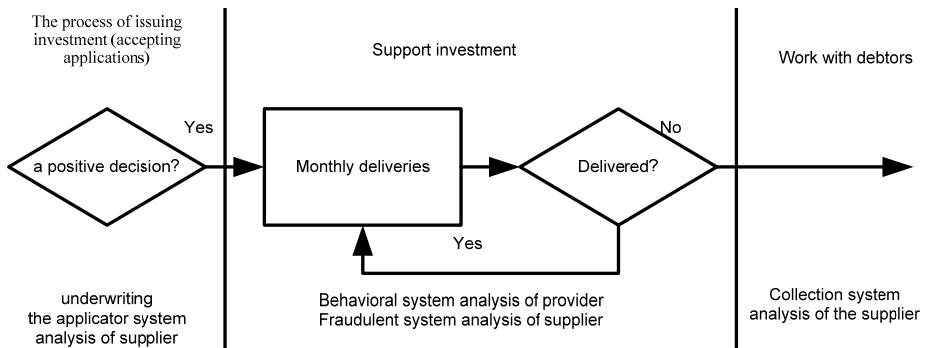 The process of issuing
investment (accepting
applications)
Support investment
Work with debtors
Yes
No
a positive decision?
Monthly deliveries
Delivered?
Yes
underwriting
the applicator system
analysis of supplier
Behavioral system analysis of provider
Fraudulent system analysis of supplier
Collection system
analysis of the supplier